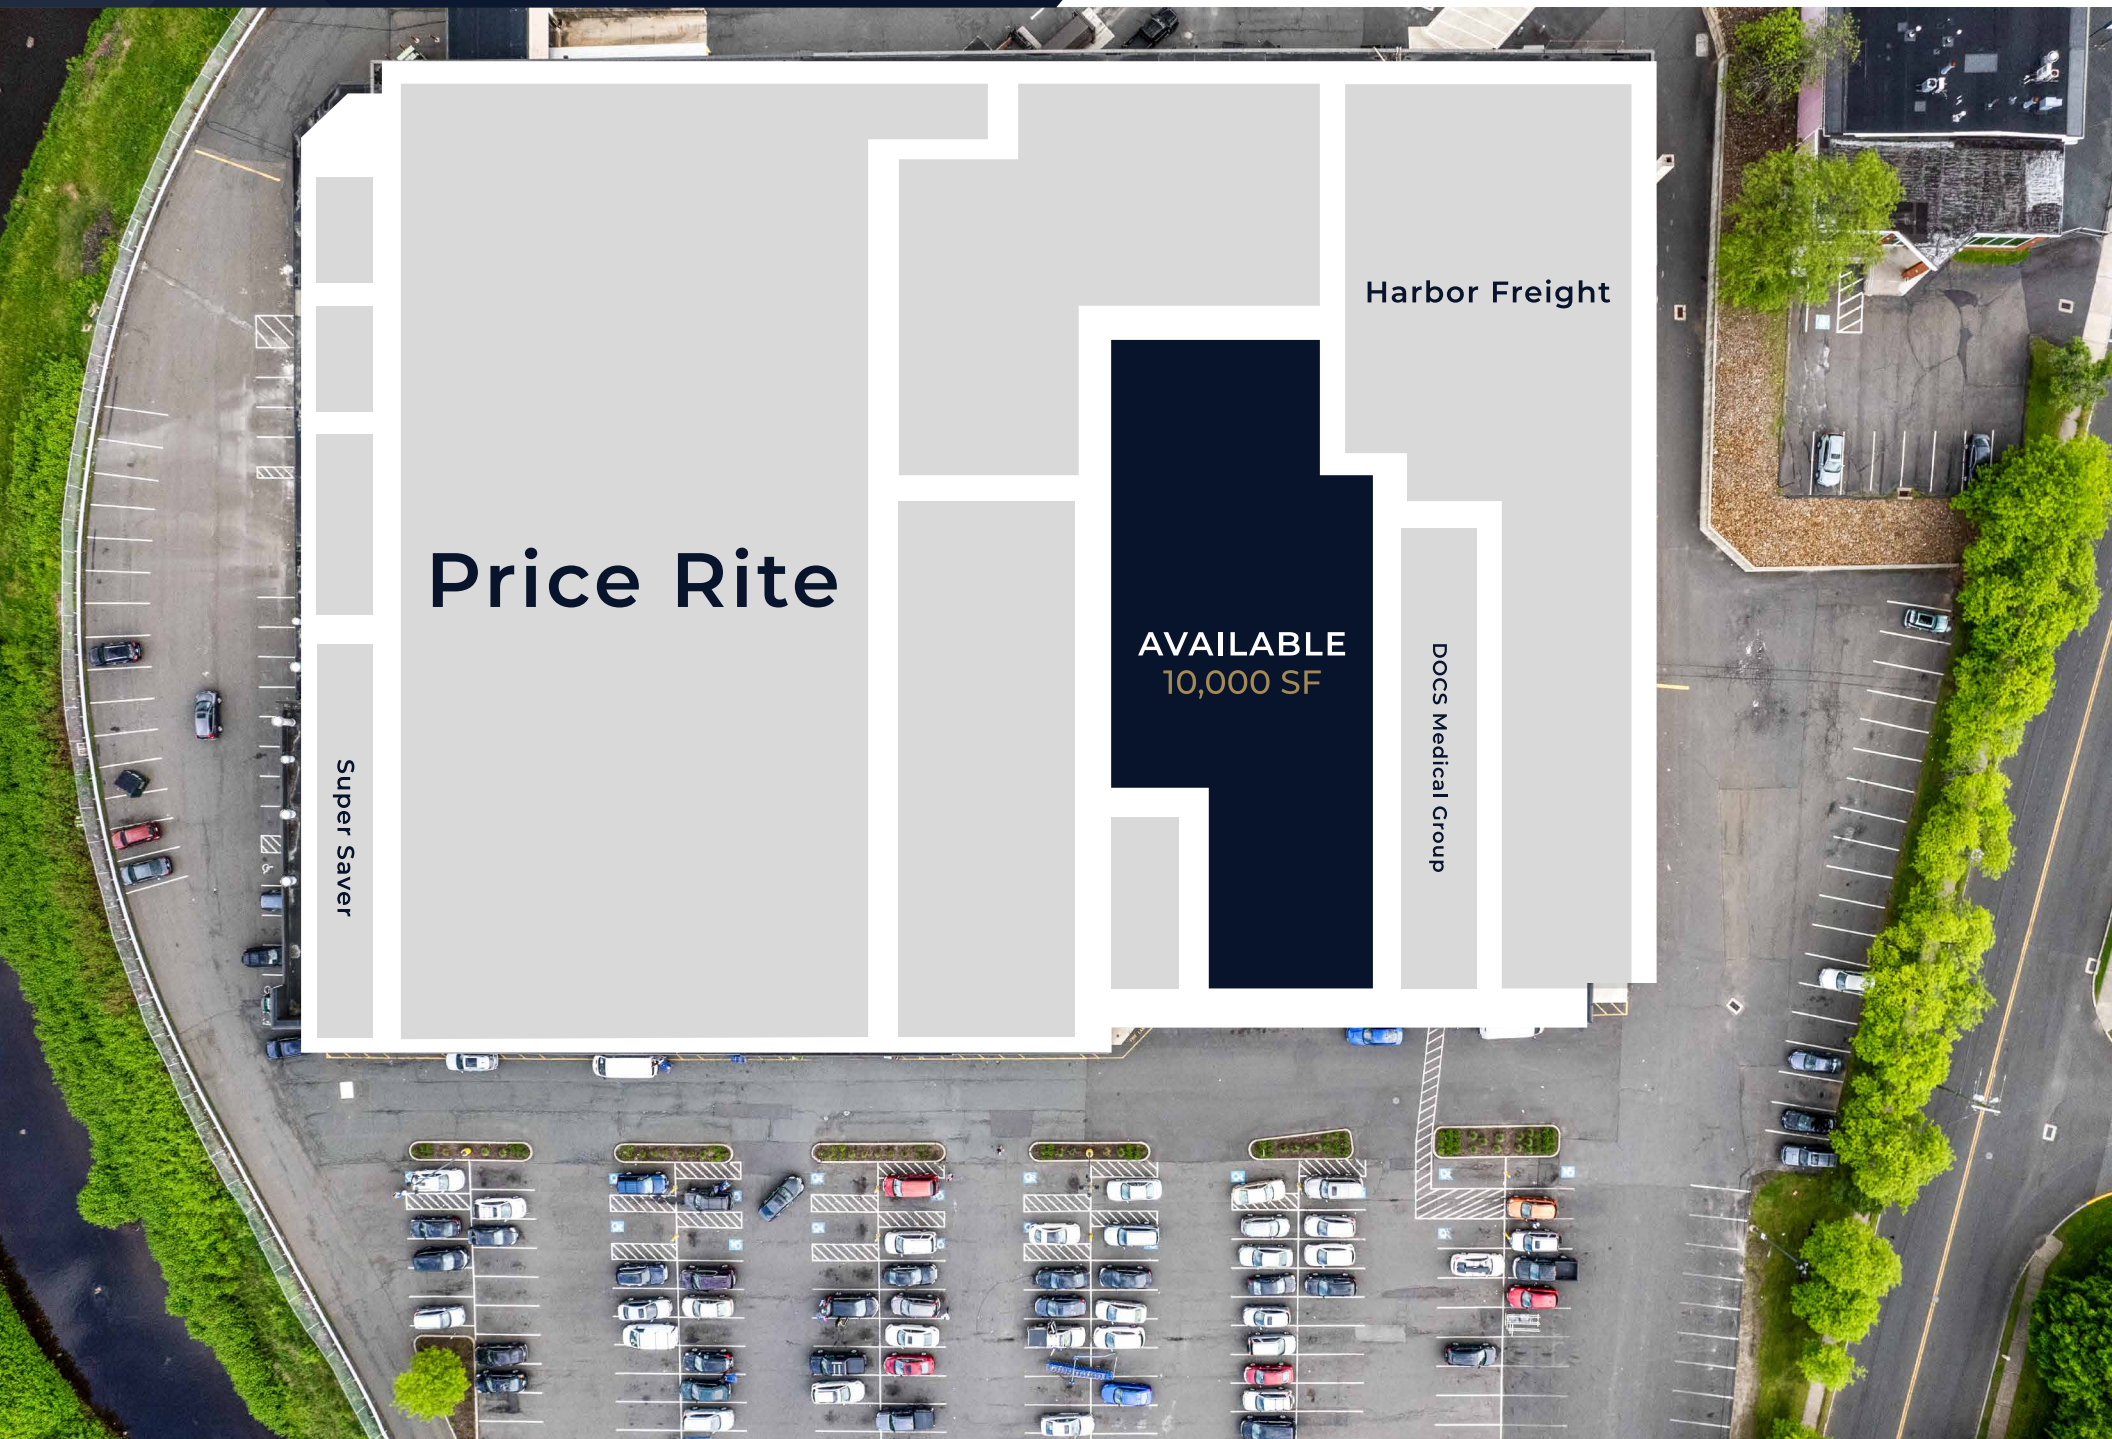 Harbor Freight
Price Rite
AVAILABLE
10,000 SF
DOCS Medical Group
Super Saver